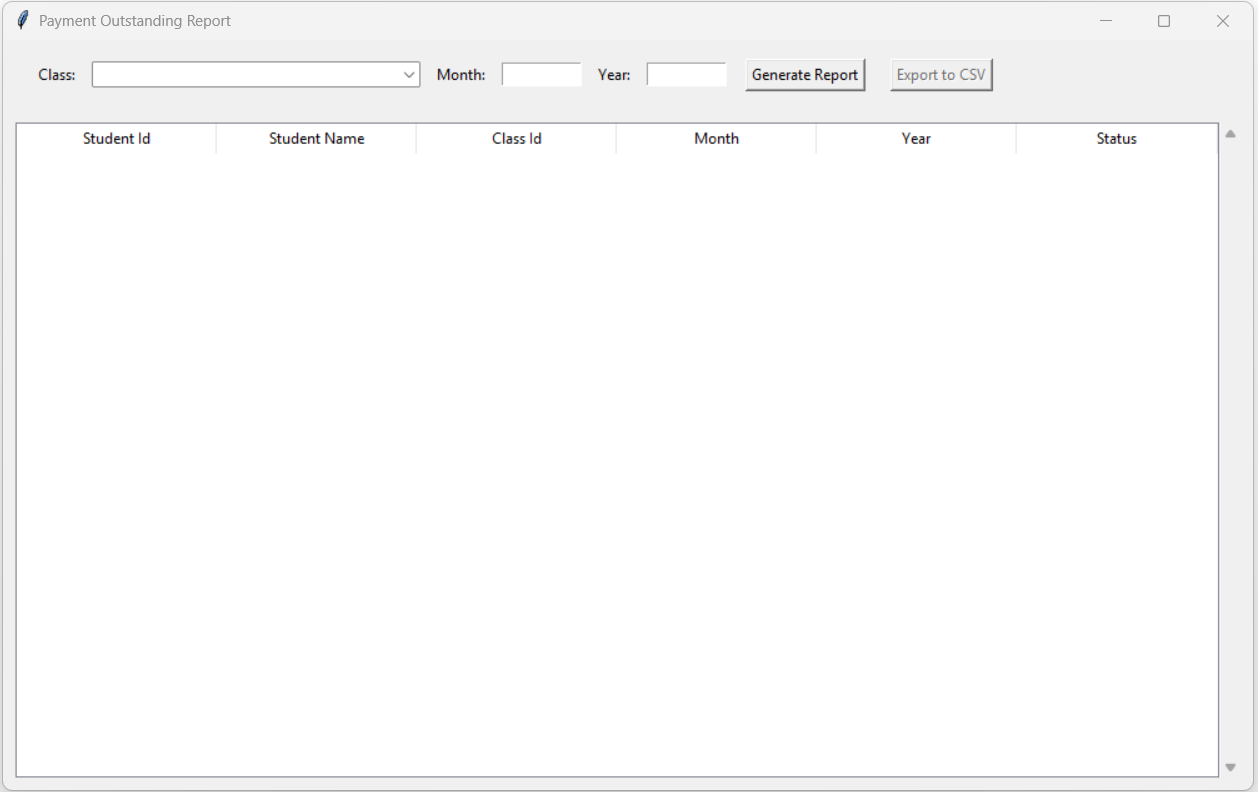 Payment Outstanding Report
Class: Month: Year: Generate Report Export to CSV
Student Id Student Name Class Id Month Year Status